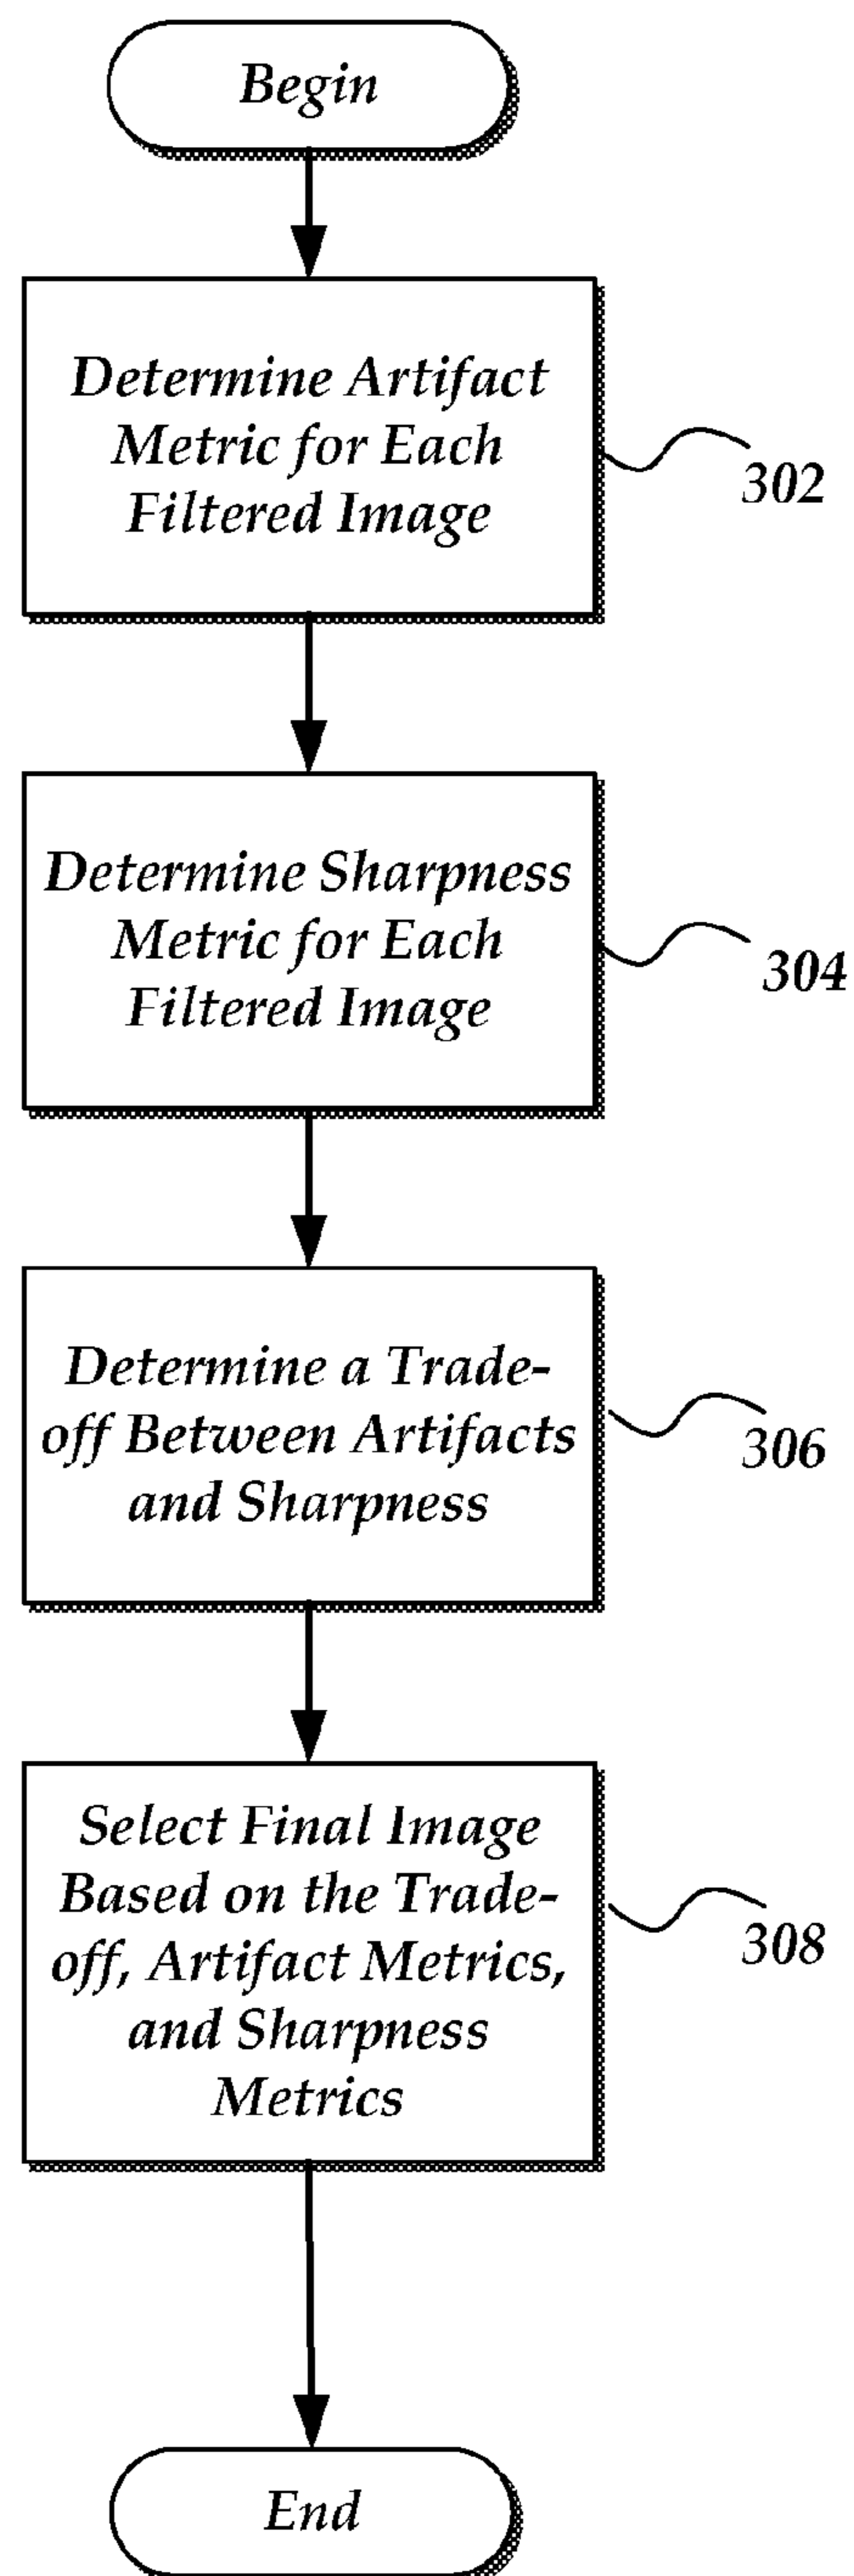 Begin
Determine Artifact
Metric for Each
Filtered Image
302
Determine Sharpness
Metric for Each
Filtered Image
304
Determine a Trade-
off Between Artifacts
and Sharpness
306
Select Final Image
Based on the Trade-
off, Artifact Metrics,
and Sharpness
Metrics
308
End